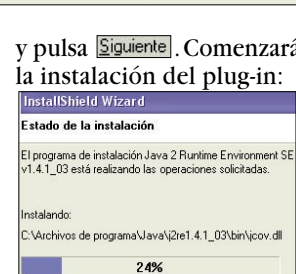 y pulsa Siguiente. Comenzará
la instalación del plug-in:
InstallShield Wizard
Estado de la instalación
El programa de instalación Java 2 Runtime Environment SE
v1.4.1_03 está realizando las operaciones solicitadas.
Instalando:
C:\Archivos de programa\Java\j2re1.4.1_03\bin\jcov.dll
24%